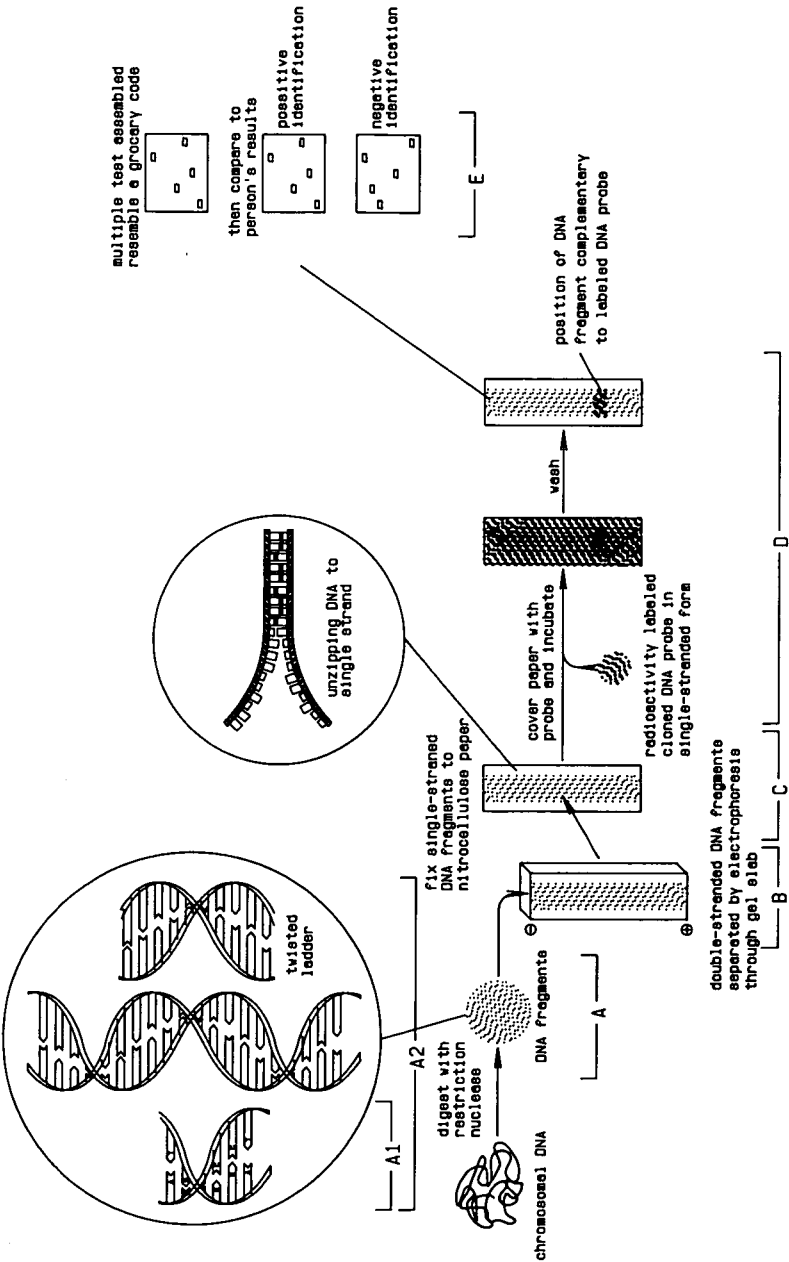 A1
A2
twisted
ladder
chromosomal DNA
digest with
restriction
nuclease
DNA fragments
A
⊖
⊕
double-stranded DNA fragments
separated by electrophoresis
through gel slab
B
fix single-straned
DNA fragments to
nitrocellulose paper
C
unzipping DNA to
single strand
cover paper with
probe and incubate
radioactivity labeled
cloned DNA probe in
single-stranded form
wash
D
position of DNA
fragment complementary
to labeled DNA probe
multiple test assembled
resemble a grocery code
then compare to
person's results
possitive
identification
negative
identification
E